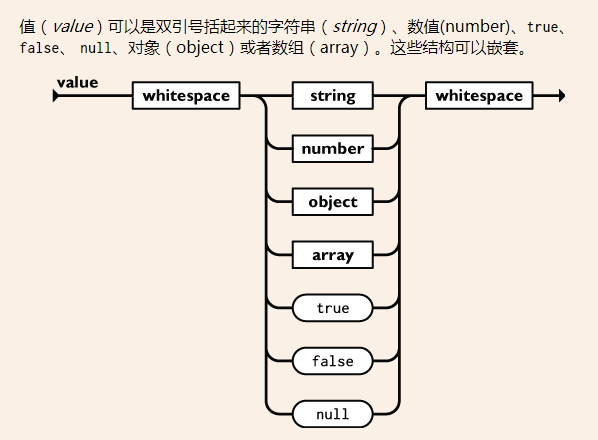 值（value）可以是双引号括起来的字符串（string）、数值(number)、true、
false、 null、对象（object）或者数组（array）。这些结构可以嵌套。
value
whitespace string whitespace
number
object
array
true
false
null